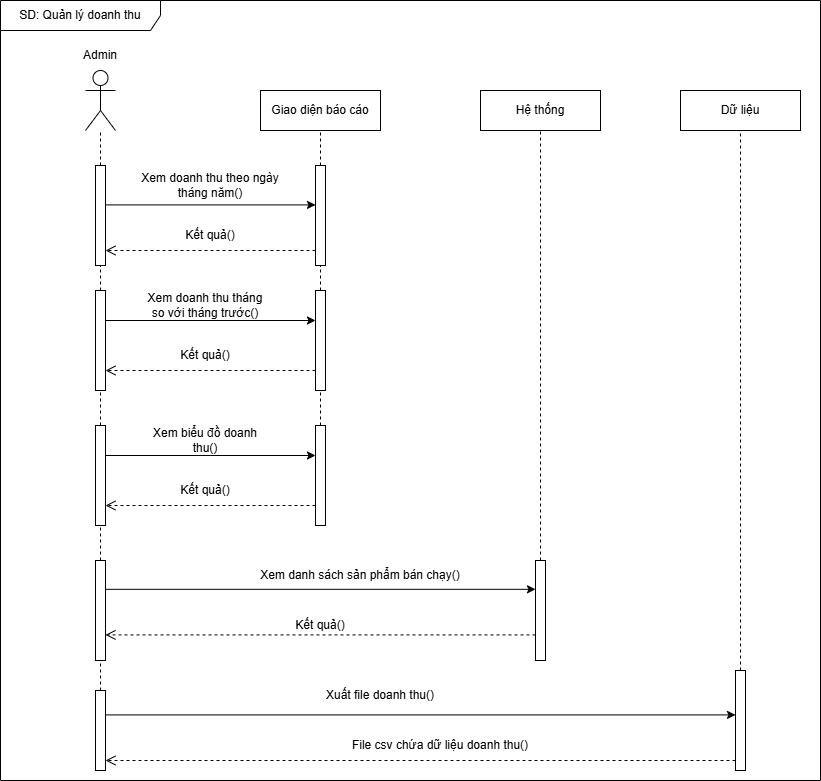 SD: Quản lý doanh thu
Admin
Giao diện báo cáo
Hệ thống
Dữ liệu
Xem doanh thu theo ngày
tháng năm()
Kết quả()
Xem doanh thu tháng
so với tháng trước()
Kết quả()
Xem biểu đồ doanh
thu()
Kết quả()
Xem danh sách sản phẩm bán chạy()
Kết quả()
Xuất file doanh thu()
File csv chứa dữ liệu doanh thu()